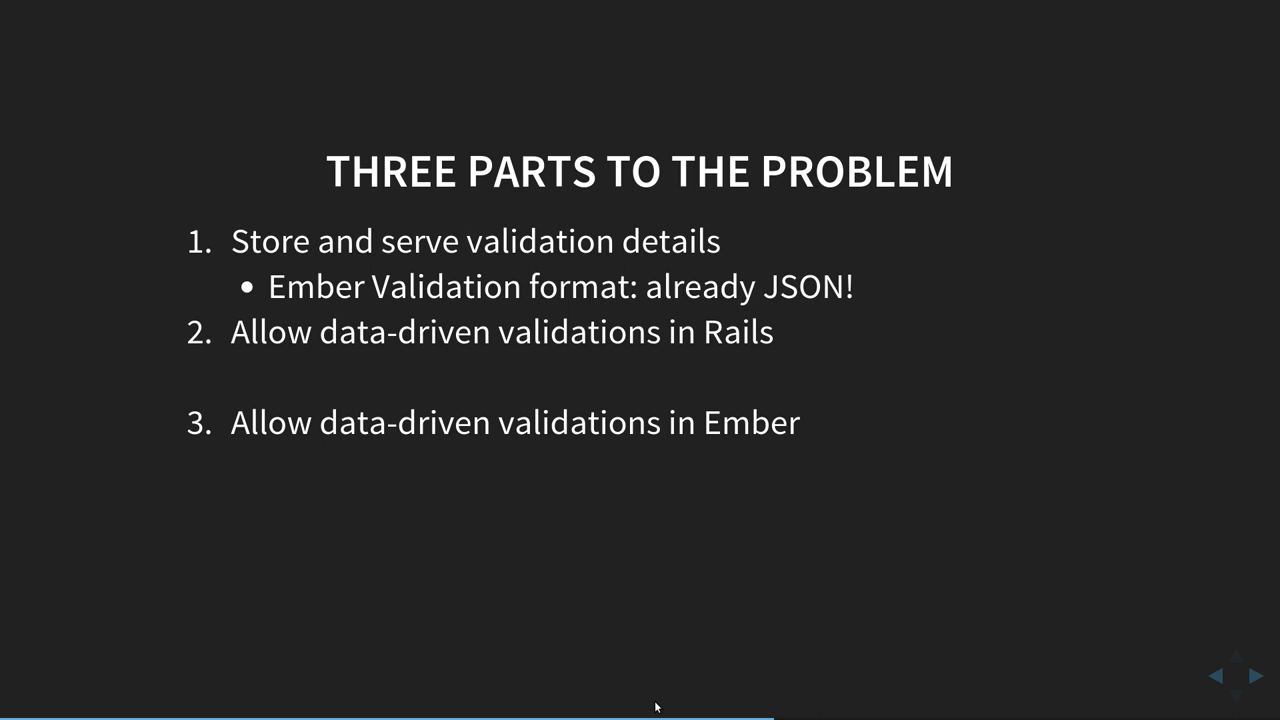 THREE PARTS TO THE PROBLEM
1. Store and serve validation details
• Ember Validation format: already JSON!
2. Allow data-driven validations in Rails
3. Allow data-driven validations in Ember